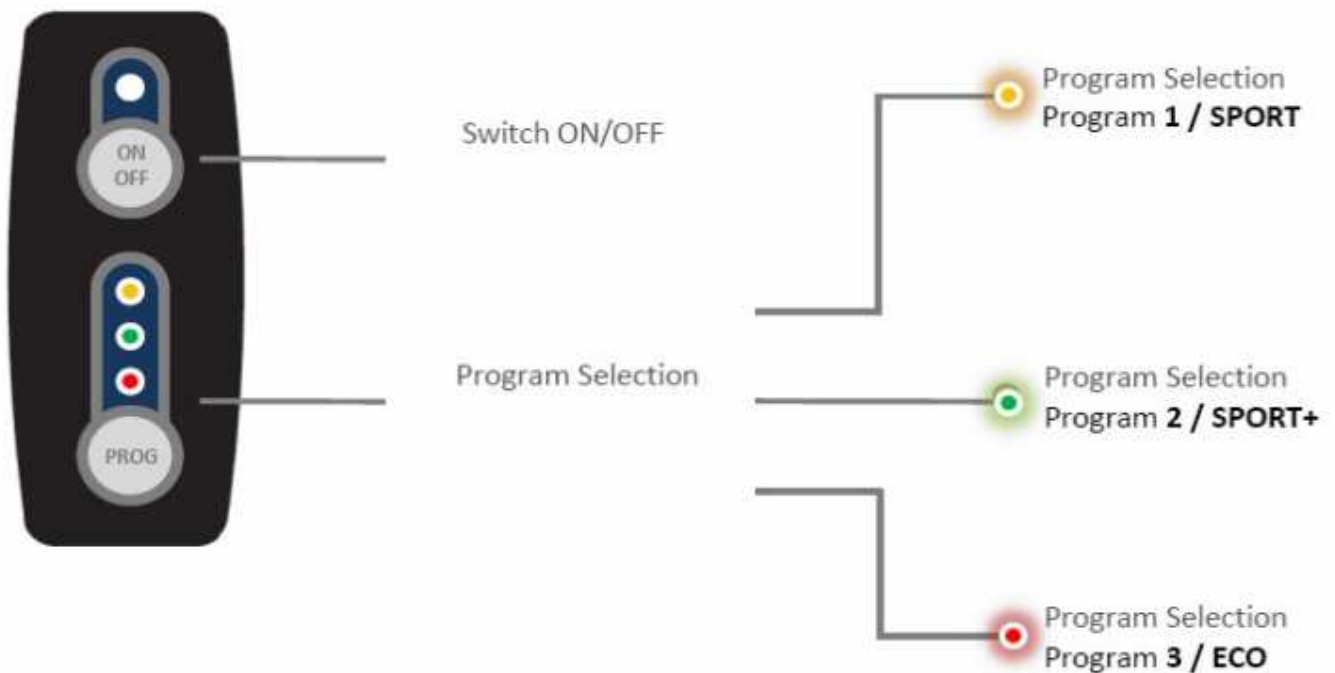 ON
OFF
PROG
Switch ON/OFF
Program Selection
Program Selection
Program 1 / SPORT
Program Selection
Program 2 / SPORT+
Program Selection
Program 3 / ECO